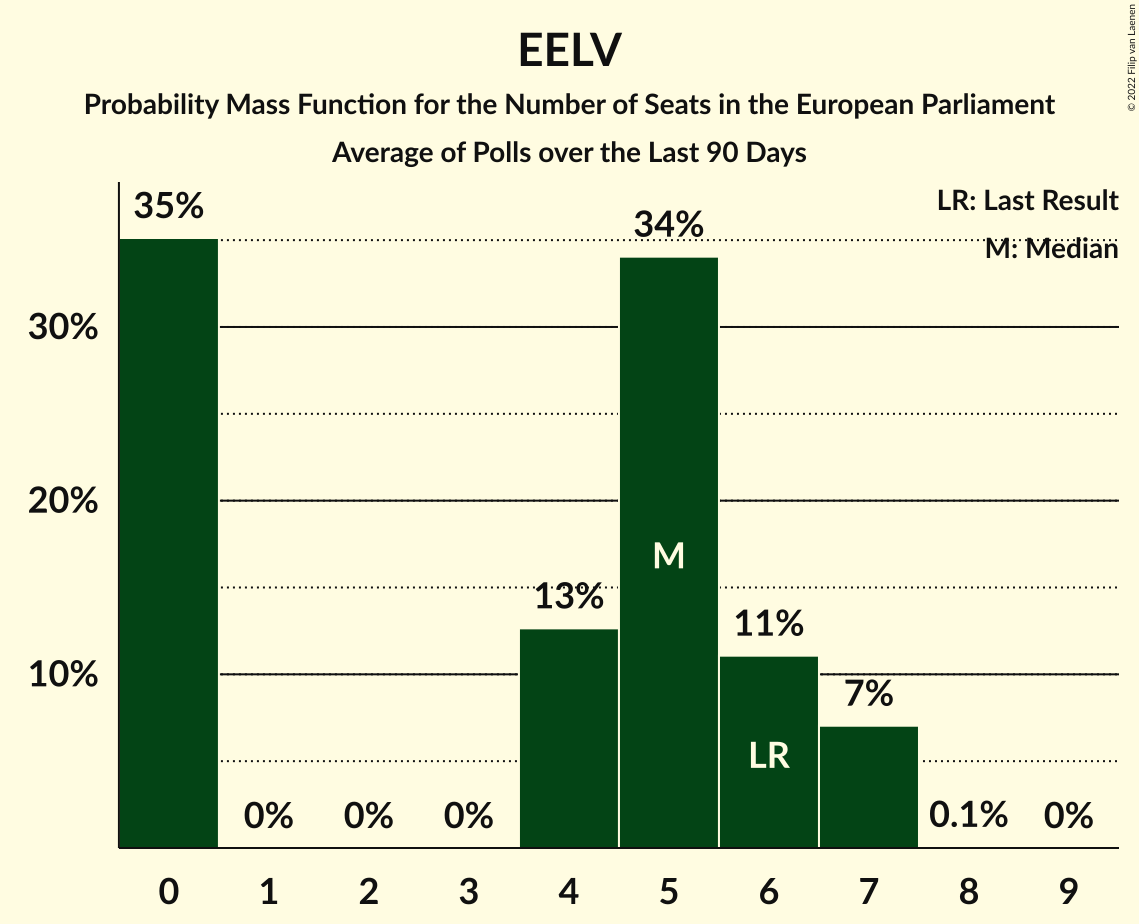 EELV
Probability Mass Function for the Number of Seats in the European Parliament
Average of Polls over the Last 90 Days
© 2022 Filip van Laenen
LR: Last Result
M: Median
35%
34%
30%
20%
M
13%
11%
10%
7%
LR
0%
0%
0%
0.1%
0%
0 1 2 3 4 5 6 7 8 9